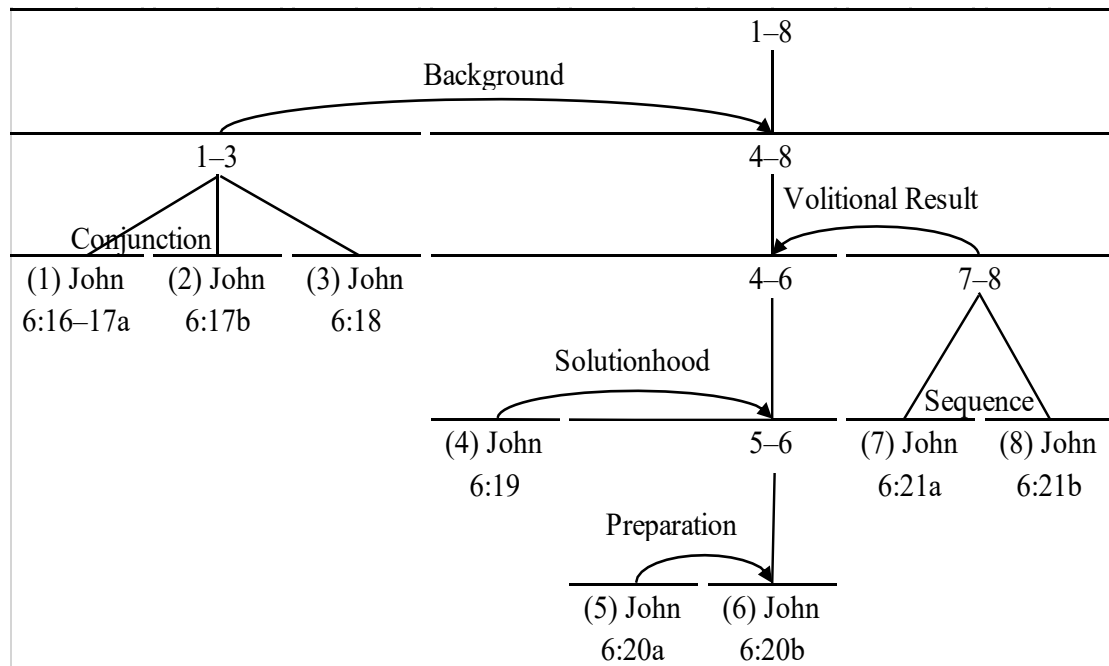 1–8
Background
1–3
4–8
Volitional Result
Conjunction
(1) John
6:16–17a
(2) John
6:17b
(3) John
6:18
4–6
7–8
Solutionhood
Sequence
(4) John
6:19
5–6
(7) John
6:21a
(8) John
6:21b
Preparation
(5) John
6:20a
(6) John
6:20b